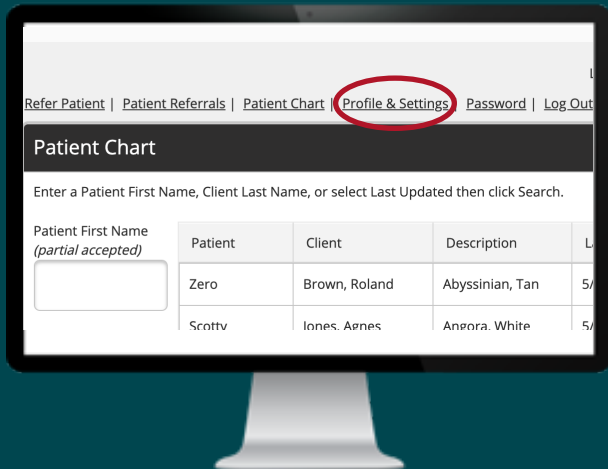 Refer Patient | Patient Referrals | Patient Chart | Profile & Settings | Password | Log Out
Patient Chart
Enter a Patient First Name, Client Last Name, or select Last Updated then click Search.
Patient First Name
(partial accepted)
Patient Client Description
Zero Brown, Roland Abyssinian, Tan 5/
Scotty Jones, Agnes Angora, White 5/